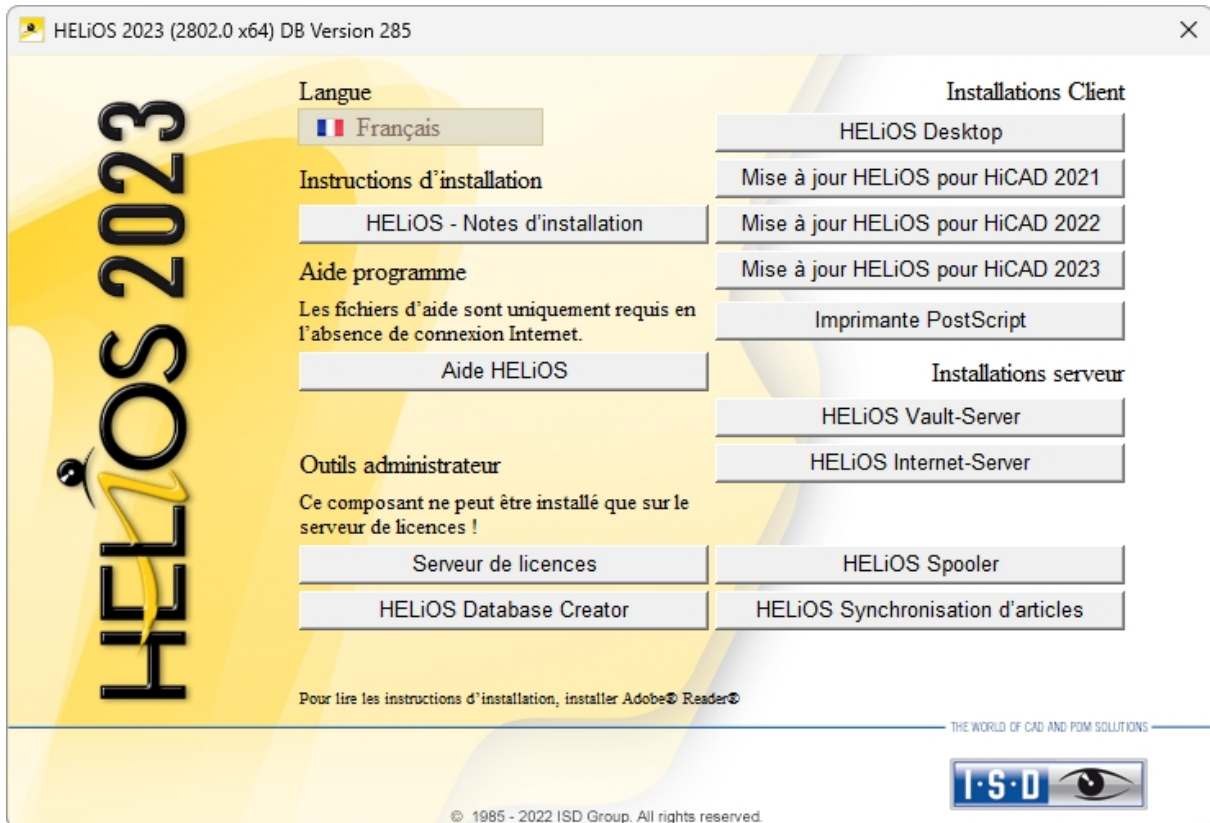 HELiOS 2023 (2802.0 x64) DB Version 285
HELiOS 2023
Langue
Français
Instructions d'installation
HELiOS - Notes d'installation
Aide programme
Les fichiers d'aide sont uniquement requis en
l'absence de connexion Internet.
Aide HELiOS
Outils administrateur
Ce composant ne peut être installé que sur le
serveur de licences !
Serveur de licences
HELiOS Database Creator
Installations Client
HELiOS Desktop
Mise à jour HELiOS pour HiCAD 2021
Mise à jour HELiOS pour HiCAD 2022
Mise à jour HELiOS pour HiCAD 2023
Imprimante PostScript
Installations serveur
HELiOS Vault-Server
HELiOS Internet-Server
HELiOS Spooler
HELiOS Synchronisation d'articles
Pour lire les instructions d'installation, installer Adobe® Reader®
THE WORLD OF CAD AND PDM SOLUTIONS
I·S·D
© 1985 - 2022 ISD Group. All rights reserved.